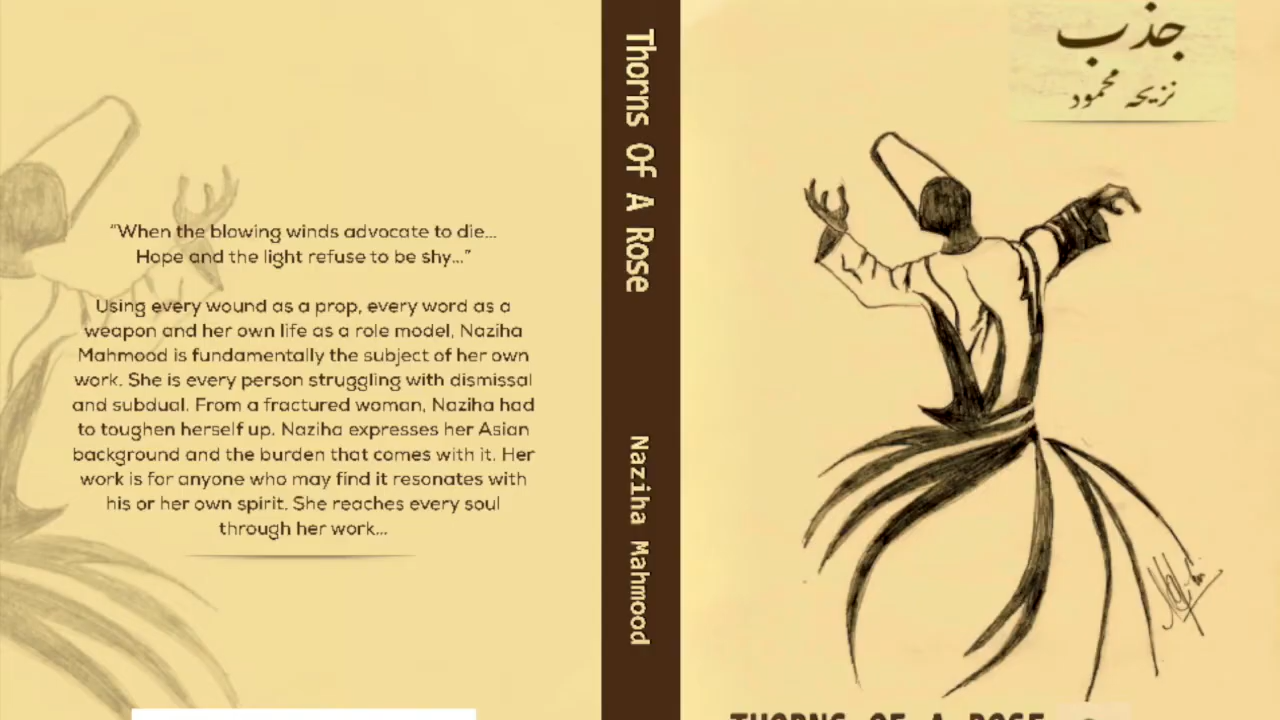 "When the blowing winds advocate to die...
Hope and the light refuse to be shy..."
Using every wound as a prop, every word as a
weapon and her own life as a role model, Naziha
Mahmood is fundamentally the subject of her own
work. She is every person struggling with dismissal
and subdual. From a fractured woman, Naziha had
to toughen herself up. Naziha expresses her Asian
background and the burden that comes with it. Her
work is for anyone who may find it resonates with
his or her own spirit. She reaches every soul
through her work...
Thorns Of A Rose
Naziha Mahmood
جذب
نزیحہ محمود
THORNS OF A ROSE